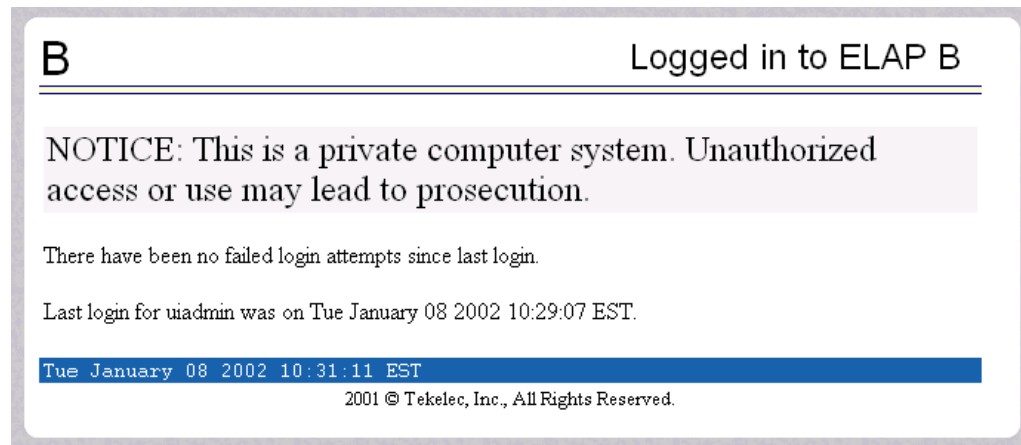 B
Logged in to ELAP B
NOTICE: This is a private computer system. Unauthorized
access or use may lead to prosecution.
There have been no failed login attempts since last login.
Last login for uiadmin was on Tue January 08 2002 10:29:07 EST.
Tue January 08 2002 10:31:11 EST
2001 © Tekelec, Inc., All Rights Reserved.